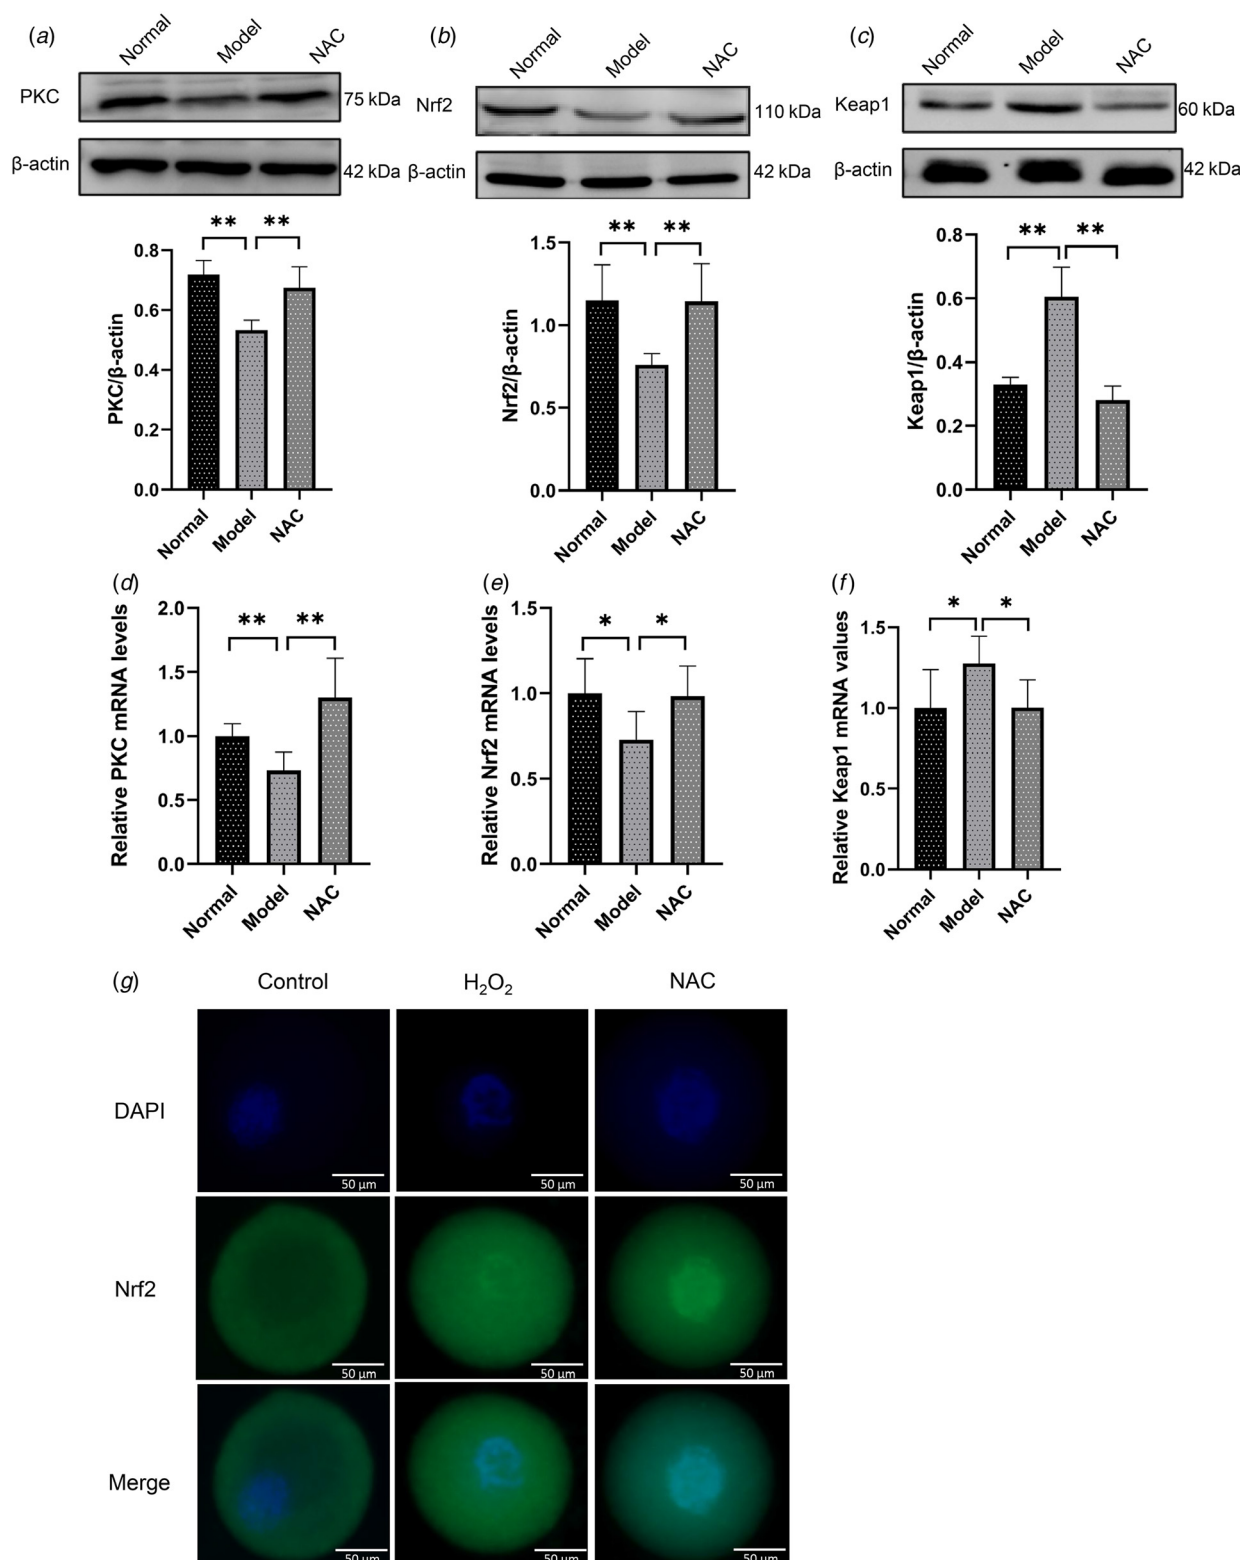 (a)
Normal
Model
NAC
PKC
75 kDa
β-actin
42 kDa
** **
PKC/β-actin
0.8
0.6
0.4
0.2
0.0
Normal
Model
NAC
(b)
Normal
Model
NAC
Nrf2
110 kDa
β-actin
42 kDa
** **
Nrf2/β-actin
1.5
1.0
0.5
0.0
Normal
Model
NAC
(c)
Normal
Model
NAC
Keap1
60 kDa
β-actin
42 kDa
** **
Keap1/β-actin
0.8
0.6
0.4
0.2
0.0
Normal
Model
NAC
(d)
** **
Relative PKC mRNA levels
2.0
1.5
1.0
0.5
0.0
Normal
Model
NAC
(e)
* *
Relative Nrf2 mRNA levels
1.5
1.0
0.5
0.0
Normal
Model
NAC
(f)
* *
Relative Keap1 mRNA values
1.5
1.0
0.5
0.0
Normal
Model
NAC
(g)
Control
H₂O₂
NAC
DAPI
50 µm
50 µm
50 µm
Nrf2
50 µm
50 µm
50 µm
Merge
50 µm
50 µm
50 µm